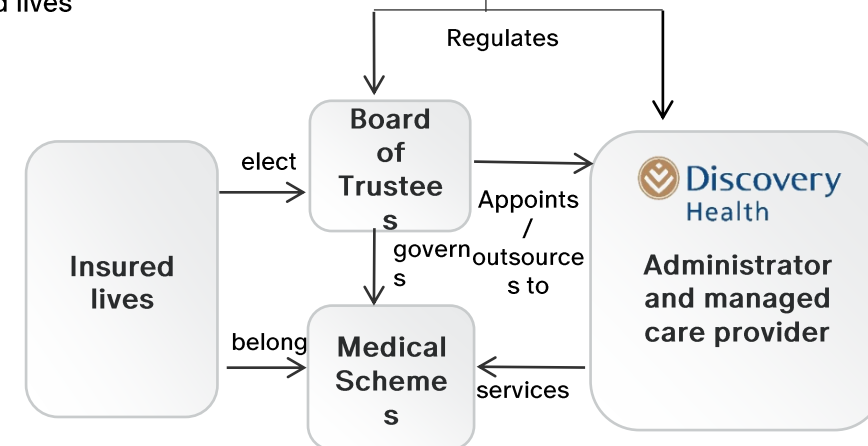 d lives
Regulates
Board
of
Trustee
s
elect
Discovery
Health
Appoints
/
outsource
s to
govern
s
Insured
lives
Administrator
and managed
care provider
belong
Medical
Scheme
s
services